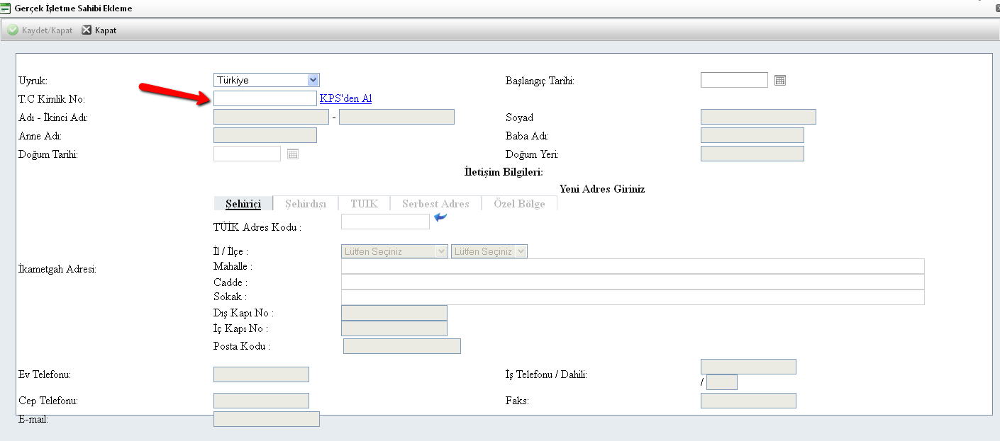 Gerçek İşletme Sahibi Ekleme
Kaydet/Kapat Kapat
Uyruk: Türkiye Başlangıç Tarihi:
T.C Kimlik No: KPS'den Al
Adı - İkinci Adı: - Soyad
Anne Adı: Baba Adı:
Doğum Tarihi: Doğum Yeri:
İletişim Bilgileri:
Yeni Adres Giriniz
Şehiriçi Şehirdışı TUIK Serbest Adres Özel Bölge
TÜİK Adres Kodu :
İl / İlçe : Lütfen Seçiniz Lütfen Seçiniz
Mahalle :
İkametgah Adresi:
Cadde :
Sokak :
Dış Kapı No :
İç Kapı No :
Posta Kodu :
Ev Telefonu: İş Telefonu / Dahili:
/
Cep Telefonu: Faks:
E-mail: